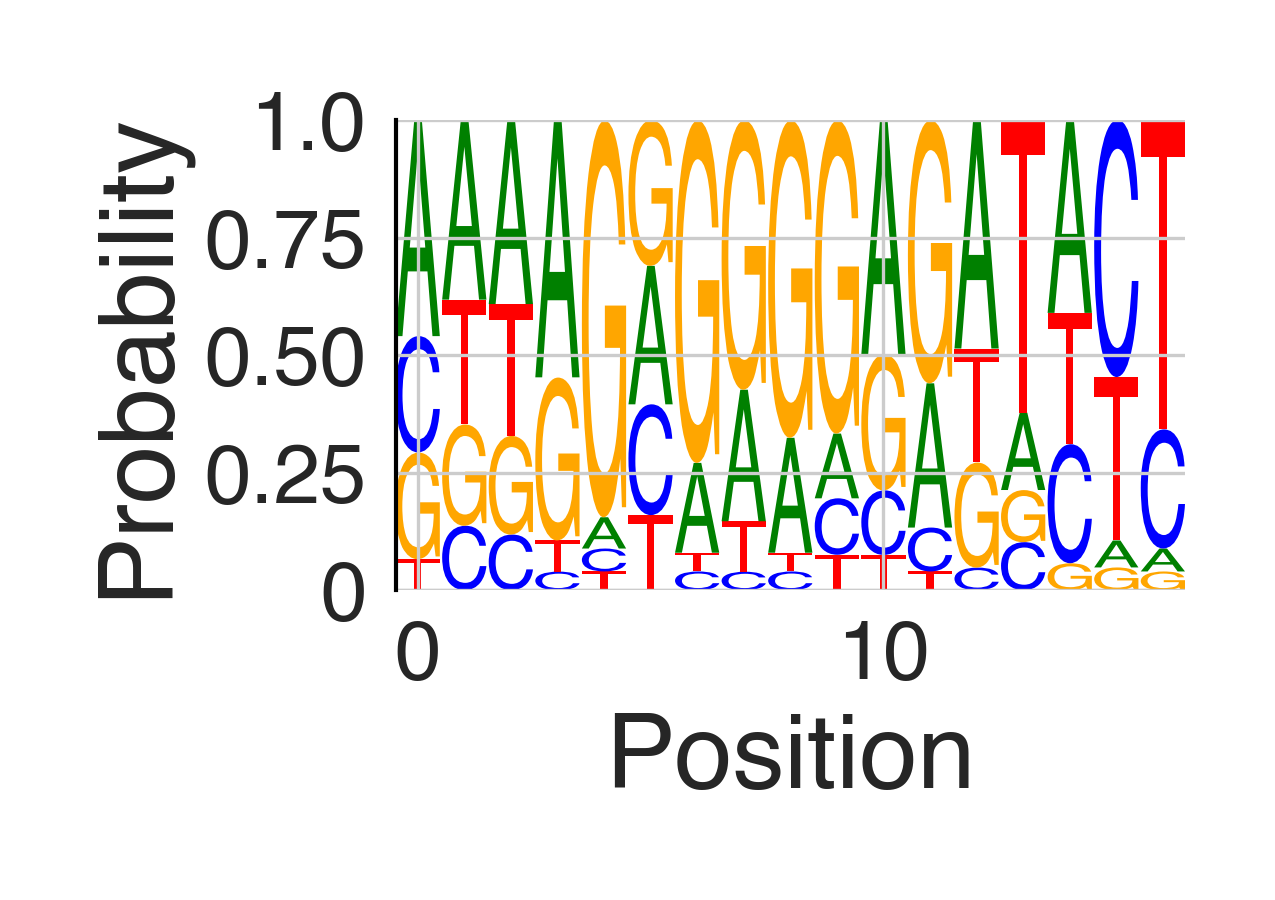 Probability
1.0
0.75
0.50
0.25
0
A A A A G G G G G G A G A T A C T
C T T G A A A A A A G A T A T T C
G G G T C C T T T C C C G G C A A
T C C C T T C C C T T T C C G G G
0 10
Position